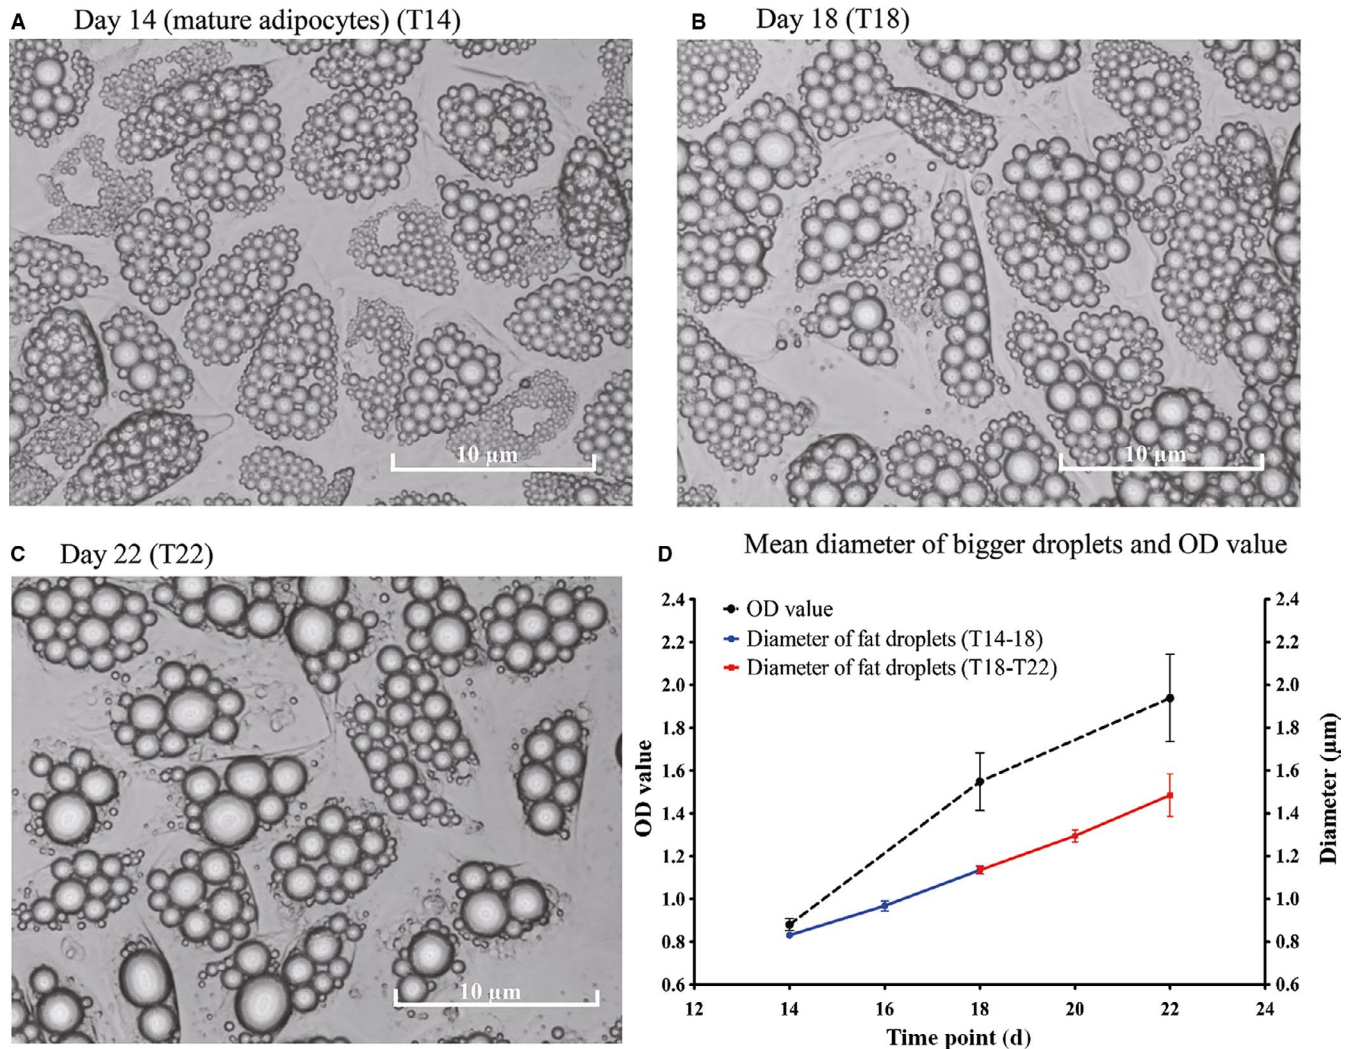 A Day 14 (mature adipocytes) (T14)
B Day 18 (T18)
10 µm
10 µm
C Day 22 (T22)
10 µm
D Mean diameter of bigger droplets and OD value
OD value
Diameter of fat droplets (T14-18)
Diameter of fat droplets (T18-T22)
2.4
2.2
2.0
1.8
1.6
1.4
1.2
1.0
0.8
0.6
OD value
2.4
2.2
2.0
1.8
1.6
1.4
1.2
1.0
0.8
0.6
Diameter (µm)
12 14 16 18 20 22 24
Time point (d)